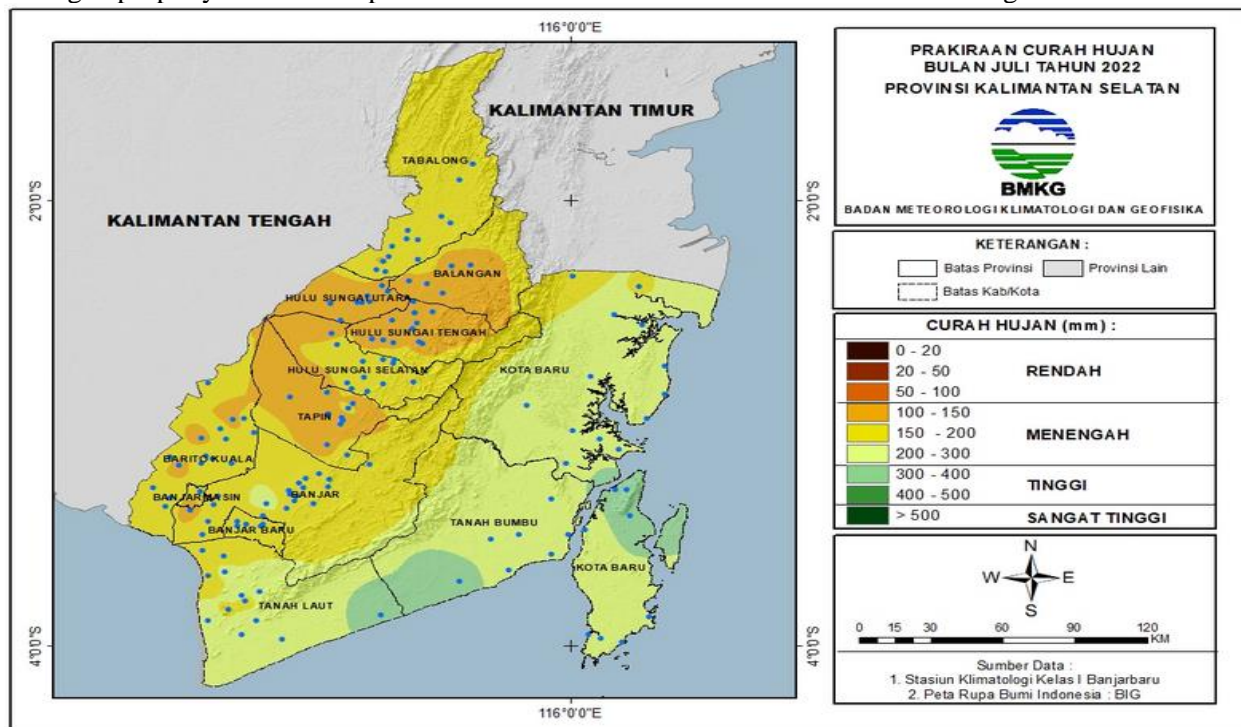 116°0'0"E
KALIMANTAN TIMUR
TABALONG
2°0'0"S
2°0'0"S
KALIMANTAN TENGAH
BALANGAN
HULU SUNGAI UTARA
HULU SUNGAI TENGAH
HULU SUNGAI SELATAN
KOTA BARU
TAPIN
BARITO KUALA
BANJARMASIN
BANJAR
BANJAR BARU
TANAH BUMBU
KOTA BARU
TANAH LAUT
4°0'0"S
4°0'0"S
116°0'0"E
PRAKIRAAN CURAH HUJAN
BULAN JULI TAHUN 2022
PROVINSI KALIMANTAN SELATAN
BMKG
BADAN METEOROLOGI KLIMATOLOGI DAN GEOFISIKA
KETERANGAN :
Batas Provinsi Provinsi Lain
Batas Kab/Kota
CURAH HUJAN (mm) :
0 - 20
20 - 50 RENDAH
50 - 100
100 - 150
150 - 200 MENENGAH
200 - 300
300 - 400 TINGGI
400 - 500
> 500 SANGAT TINGGI
N
W E
S
0 15 30 60 90 120
KM
Sumber Data :
1. Stasiun Klimatologi Kelas I Banjarbaru
2. Peta Rupa Bumi Indonesia : BIG